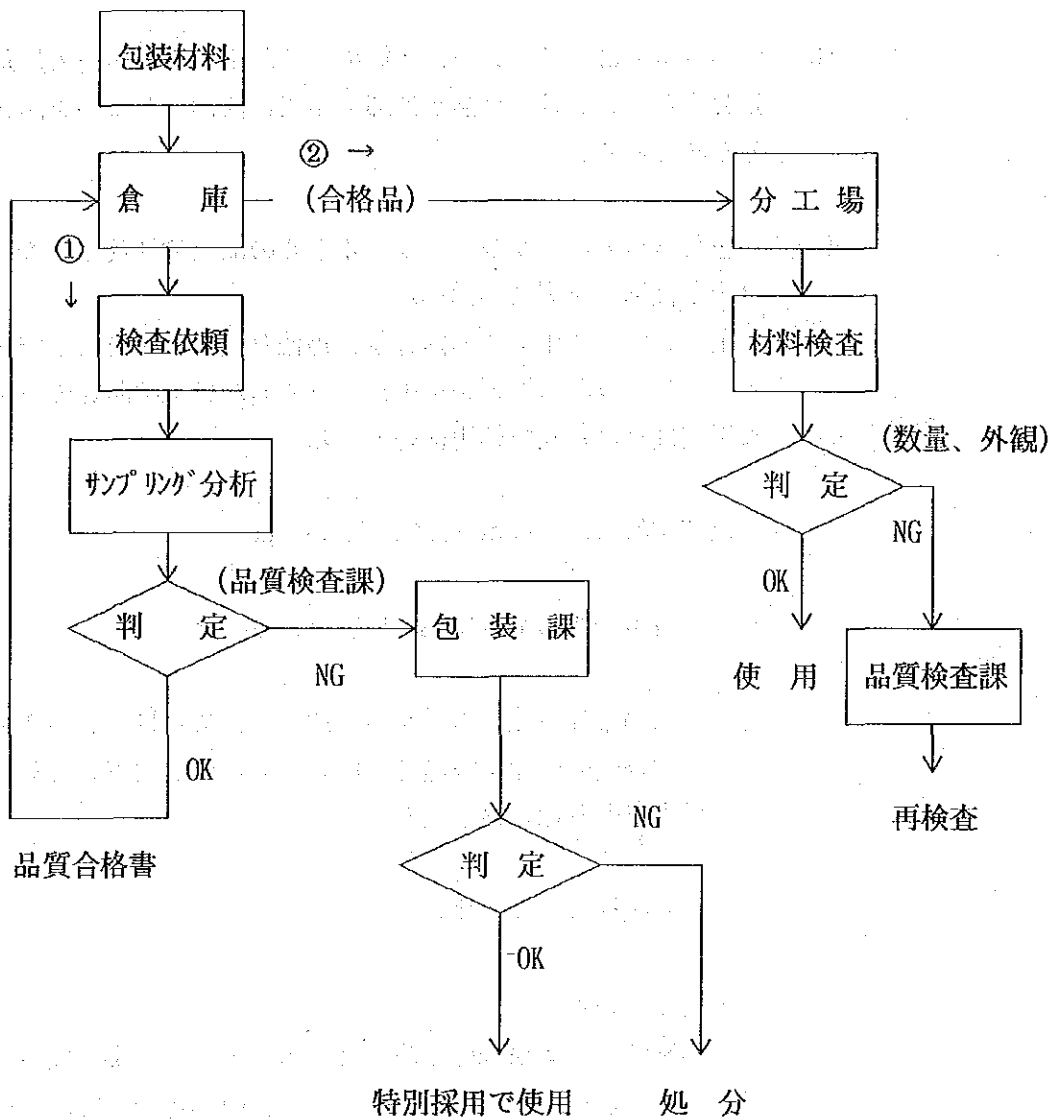 包装材料
② →
倉 庫
(合格品)
分工場
①
↓
検査依頼
材料検査
(数量、外観)
サンプリング分析
判 定
NG
OK
(品質検査課)
判 定
包装課
NG
使 用
品質検査課
OK
NG
再検査
品質合格書
判 定
OK
特別採用で使用
処 分